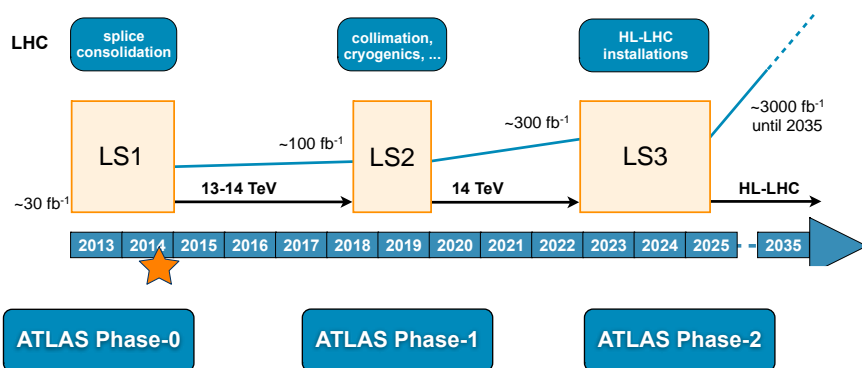 LHC
splice
consolidation
collimation,
cryogenics, ...
HL-LHC
installations
LS1
LS2
LS3
~30 fb-1
~100 fb-1
~300 fb-1
~3000 fb-1
until 2035
13-14 TeV
14 TeV
HL-LHC
2013 2014 2015 2016 2017 2018 2019 2020 2021 2022 2023 2024 2025 2035
ATLAS Phase-0
ATLAS Phase-1
ATLAS Phase-2